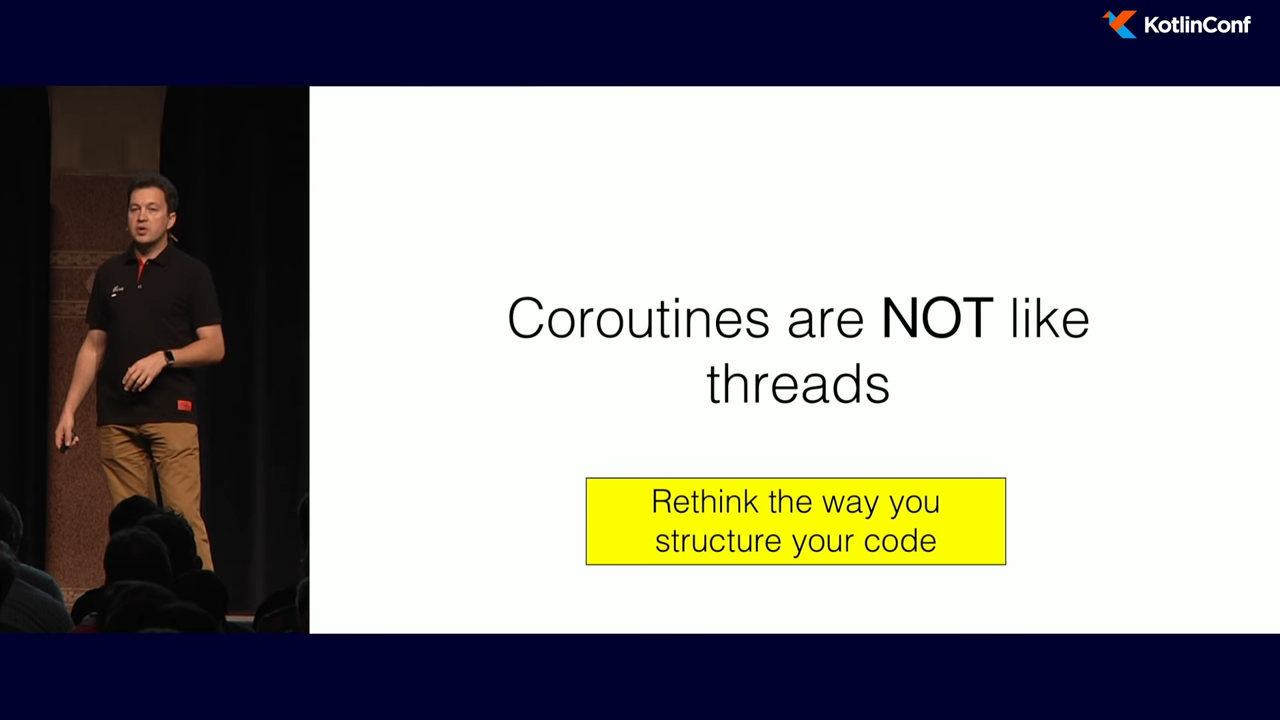 KotlinConf
Coroutines are NOT like
threads
Rethink the way you
structure your code